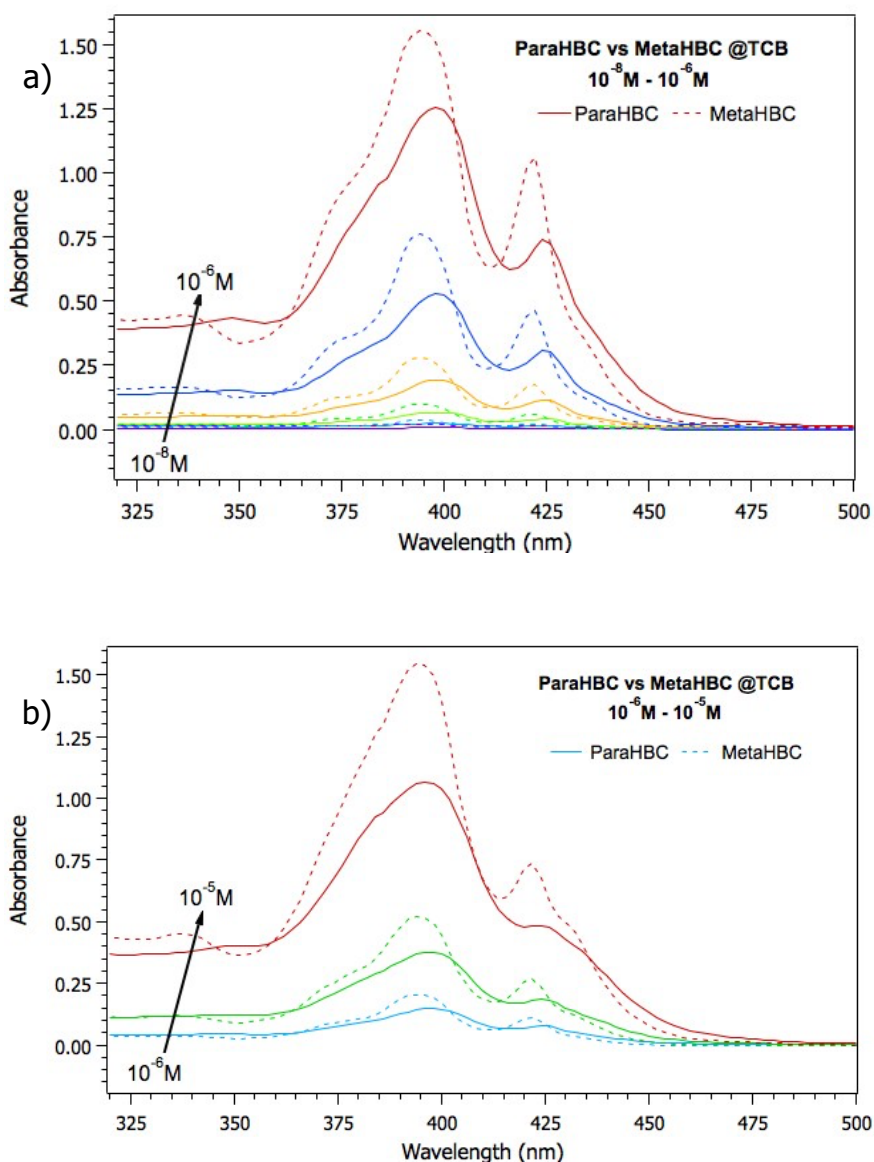 a)
ParaHBC vs MetaHBC @TCB
10⁻⁸M - 10⁻⁶M
ParaHBC MetaHBC
1.50
1.25
1.00
0.75
0.50
0.25
0.00
Absorbance
10⁻⁶M
10⁻⁸M
325 350 375 400 425 450 475 500
Wavelength (nm)
b)
ParaHBC vs MetaHBC @TCB
10⁻⁶M - 10⁻⁵M
ParaHBC MetaHBC
1.50
1.25
1.00
0.75
0.50
0.25
0.00
Absorbance
10⁻⁵M
10⁻⁶M
325 350 375 400 425 450 475 500
Wavelength (nm)